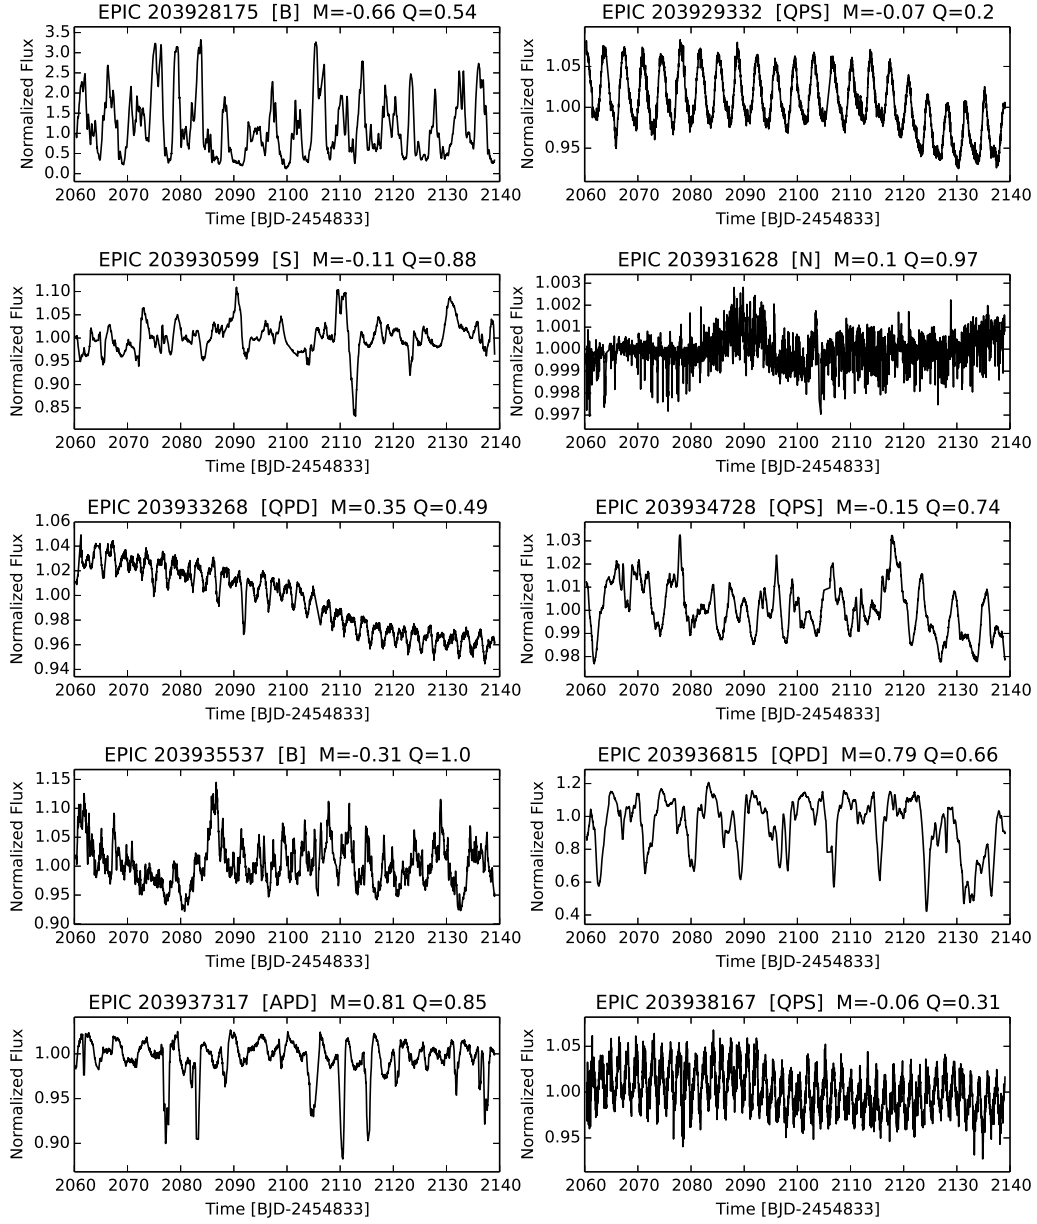 EPIC 203928175 [B] M=-0.66 Q=0.54
Normalized Flux
3.5
3.0
2.5
2.0
1.5
1.0
0.5
0.0
2060 2070 2080 2090 2100 2110 2120 2130 2140
Time [BJD-2454833]
EPIC 203929332 [QPS] M=-0.07 Q=0.2
Normalized Flux
1.05
1.00
0.95
2060 2070 2080 2090 2100 2110 2120 2130 2140
Time [BJD-2454833]
EPIC 203930599 [S] M=-0.11 Q=0.88
Normalized Flux
1.10
1.05
1.00
0.95
0.90
0.85
2060 2070 2080 2090 2100 2110 2120 2130 2140
Time [BJD-2454833]
EPIC 203931628 [N] M=0.1 Q=0.97
Normalized Flux
1.003
1.002
1.001
1.000
0.999
0.998
0.997
2060 2070 2080 2090 2100 2110 2120 2130 2140
Time [BJD-2454833]
EPIC 203933268 [QPD] M=0.35 Q=0.49
Normalized Flux
1.06
1.04
1.02
1.00
0.98
0.96
0.94
2060 2070 2080 2090 2100 2110 2120 2130 2140
Time [BJD-2454833]
EPIC 203934728 [QPS] M=-0.15 Q=0.74
Normalized Flux
1.03
1.02
1.01
1.00
0.99
0.98
2060 2070 2080 2090 2100 2110 2120 2130 2140
Time [BJD-2454833]
EPIC 203935537 [B] M=-0.31 Q=1.0
Normalized Flux
1.15
1.10
1.05
1.00
0.95
0.90
2060 2070 2080 2090 2100 2110 2120 2130 2140
Time [BJD-2454833]
EPIC 203936815 [QPD] M=0.79 Q=0.66
Normalized Flux
1.2
1.0
0.8
0.6
0.4
2060 2070 2080 2090 2100 2110 2120 2130 2140
Time [BJD-2454833]
EPIC 203937317 [APD] M=0.81 Q=0.85
Normalized Flux
1.00
0.95
0.90
2060 2070 2080 2090 2100 2110 2120 2130 2140
Time [BJD-2454833]
EPIC 203938167 [QPS] M=-0.06 Q=0.31
Normalized Flux
1.05
1.00
0.95
2060 2070 2080 2090 2100 2110 2120 2130 2140
Time [BJD-2454833]